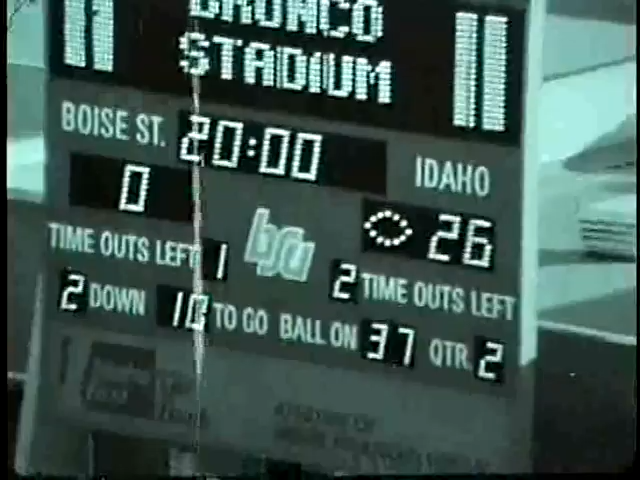 BRONCO
STADIUM
BOISE ST. 20:00 IDAHO
0 26
TIME OUTS LEFT 1 bsu 2 TIME OUTS LEFT
2 DOWN 10 TO GO BALL ON 37 QTR. 2